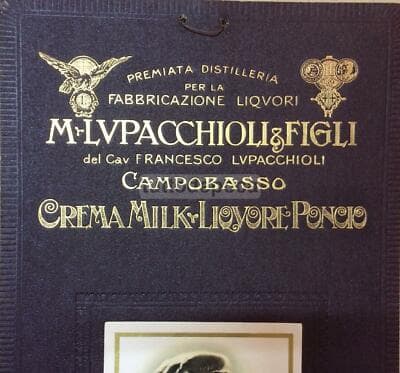 PREMIATA DISTILLERIA
PER LA
FABBRICAZIONE LIQVORI
M. LVPACCHIOLI & FIGLI
del Cav FRANCESCO LVPACCHIOLI
CAMPOBASSO
CREMA MILK LIQVORE PONCIO